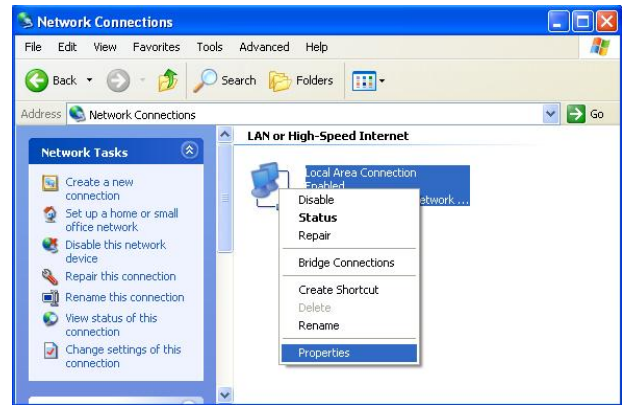 Network Connections
File Edit View Favorites Tools Advanced Help
Back Search Folders
Address Network Connections Go
Network Tasks
Create a new
connection
Set up a home or small
office network
Disable this network
device
Repair this connection
Rename this connection
View status of this
connection
Change settings of this
connection
LAN or High-Speed Internet
Local Area Connection
Enabled
etwork ...
Disable
Status
Repair
Bridge Connections
Create Shortcut
Delete
Rename
Properties